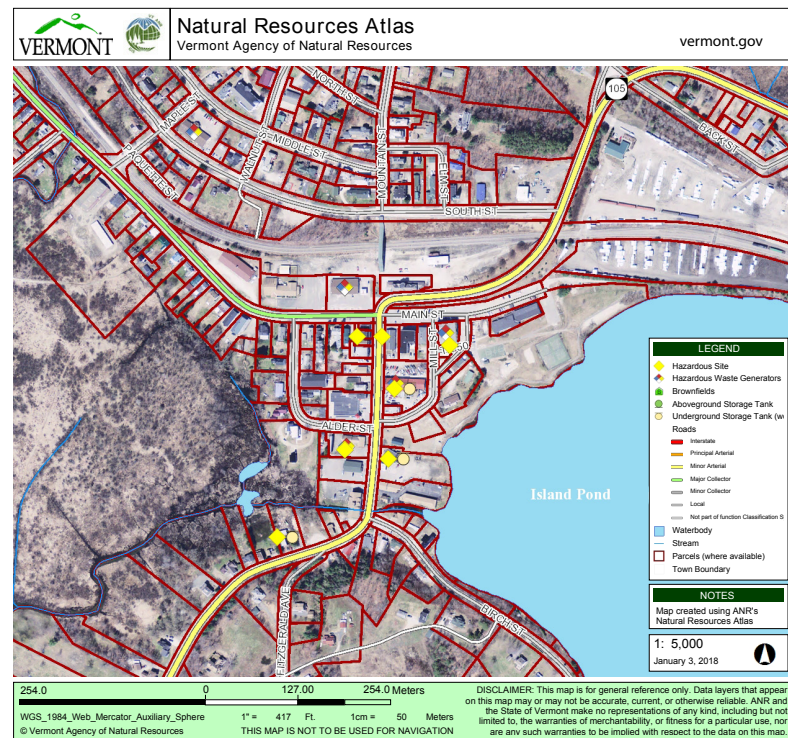 VERMONT
Natural Resources Atlas
Vermont Agency of Natural Resources
vermont.gov
105
NORTH ST
MAPLE ST
MIDDLE ST
WALNUT ST
MOUNTAIN ST
ELM ST
BACK ST
SOUTH ST
MAIN ST
MILL ST
50
ALDER ST
Island Pond
BIRCH ST
FITZGERALD AVE
LEGEND
Hazardous Site
Hazardous Waste Generators
Brownfields
Aboveground Storage Tank
Underground Storage Tank (w
Roads
Interstate
Principal Arterial
Minor Arterial
Major Collector
Minor Collector
Local
Not part of function Classification S
Waterbody
Stream
Parcels (where available)
Town Boundary
NOTES
Map created using ANR's
Natural Resources Atlas
1: 5,000
January 3, 2018
254.0 0 127.00 254.0 Meters
WGS_1984_Web_Mercator_Auxiliary_Sphere 1" = 417 Ft. 1cm = 50 Meters
© Vermont Agency of Natural Resources THIS MAP IS NOT TO BE USED FOR NAVIGATION
DISCLAIMER: This map is for general reference only. Data layers that appear
on this map may or may not be accurate, current, or otherwise reliable. ANR and
the State of Vermont make no representations of any kind, including but not
limited to, the warranties of merchantability, or fitness for a particular use, nor
are any such warranties to be implied with respect to the data on this map.